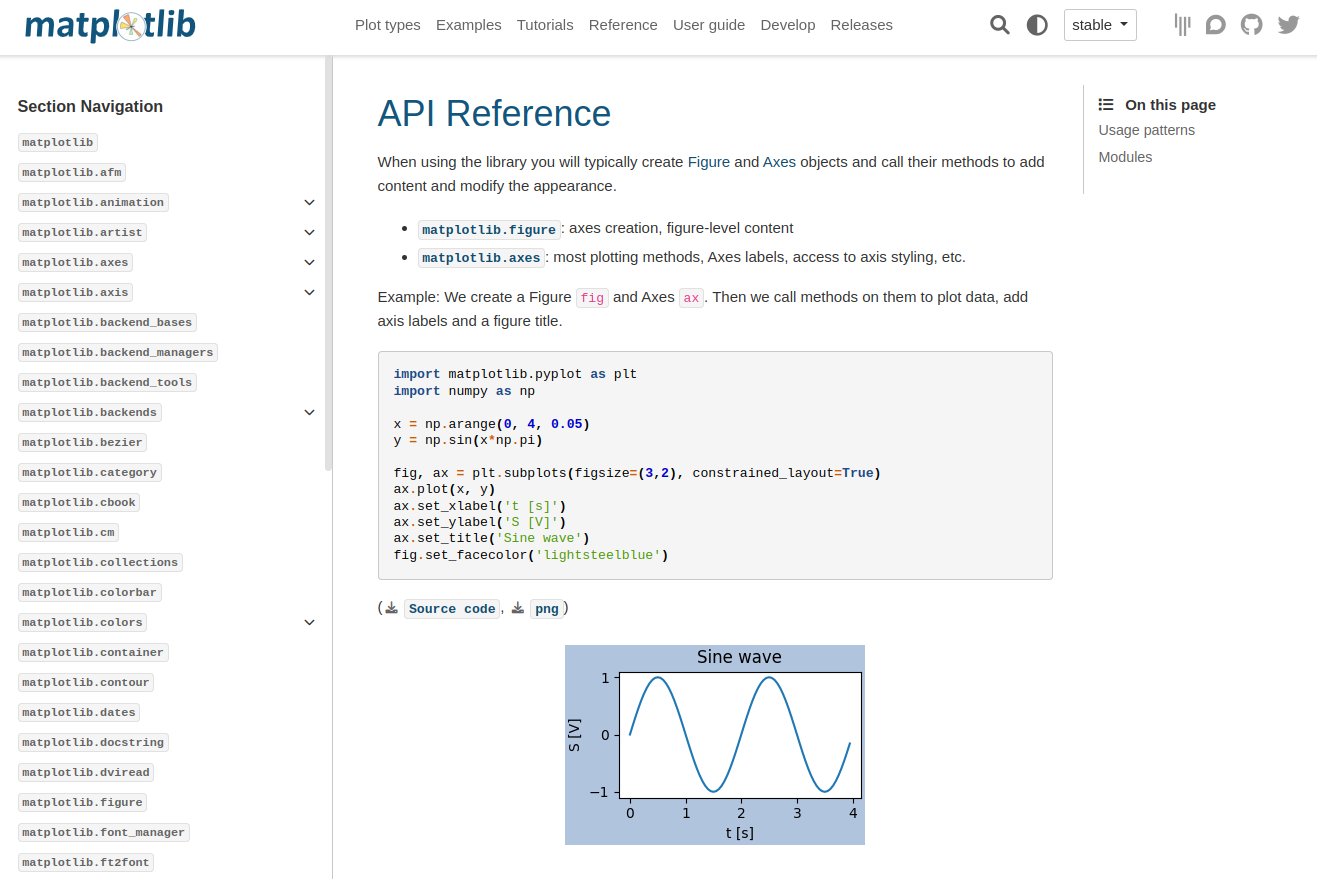 matplotlib
Plot types Examples Tutorials Reference User guide Develop Releases
stable
Section Navigation
matplotlib
matplotlib.afm
matplotlib.animation
matplotlib.artist
matplotlib.axes
matplotlib.axis
matplotlib.backend_bases
matplotlib.backend_managers
matplotlib.backend_tools
matplotlib.backends
matplotlib.bezier
matplotlib.category
matplotlib.cbook
matplotlib.cm
matplotlib.collections
matplotlib.colorbar
matplotlib.colors
matplotlib.container
matplotlib.contour
matplotlib.dates
matplotlib.docstring
matplotlib.dviread
matplotlib.figure
matplotlib.font_manager
matplotlib.ft2font
API Reference
When using the library you will typically create Figure and Axes objects and call their methods to add
content and modify the appearance.
• matplotlib.figure: axes creation, figure-level content
• matplotlib.axes: most plotting methods, Axes labels, access to axis styling, etc.
Example: We create a Figure fig and Axes ax. Then we call methods on them to plot data, add
axis labels and a figure title.
import matplotlib.pyplot as plt
import numpy as np
x = np.arange(0, 4, 0.05)
y = np.sin(x*np.pi)
fig, ax = plt.subplots(figsize=(3,2), constrained_layout=True)
ax.plot(x, y)
ax.set_xlabel('t [s]')
ax.set_ylabel('S [V]')
ax.set_title('Sine wave')
fig.set_facecolor('lightsteelblue')
(Source code, png)
Sine wave
1
0
−1
S [V]
0 1 2 3 4
t [s]
On this page
Usage patterns
Modules